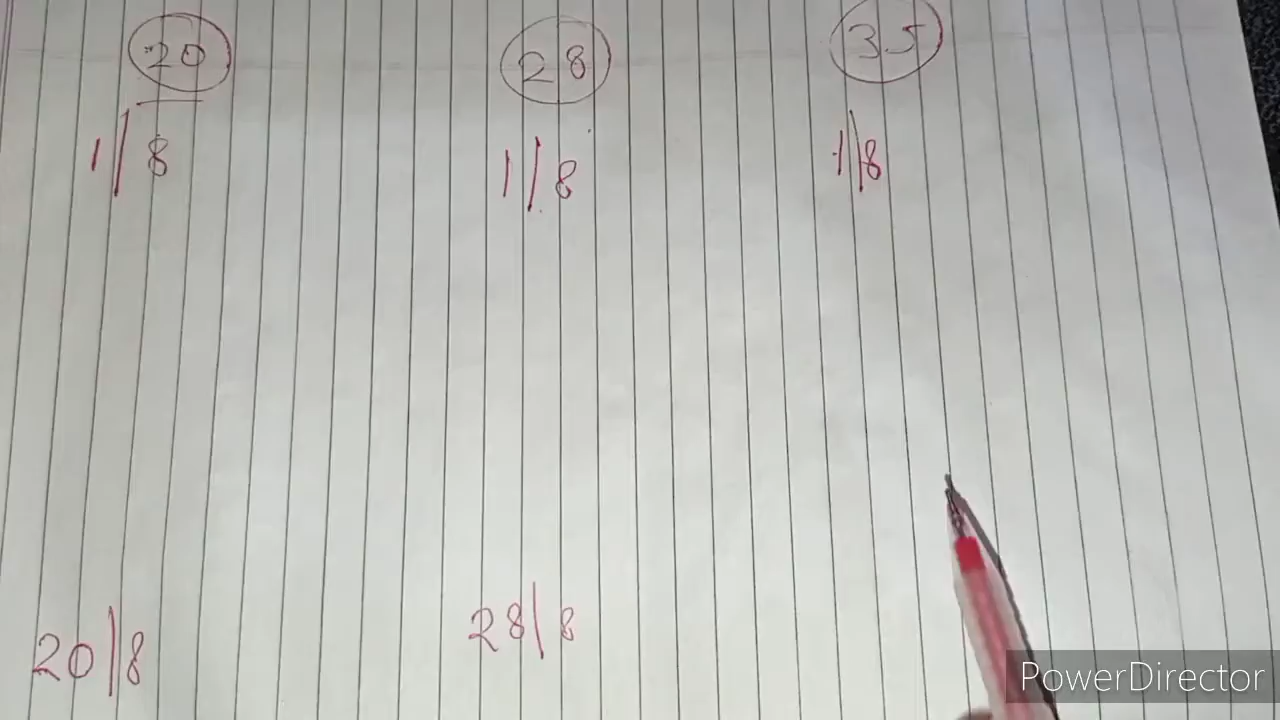 20 28 35
1 | 8 1 | 8 1 | 8
20 | 8 28 | 8
PowerDirector